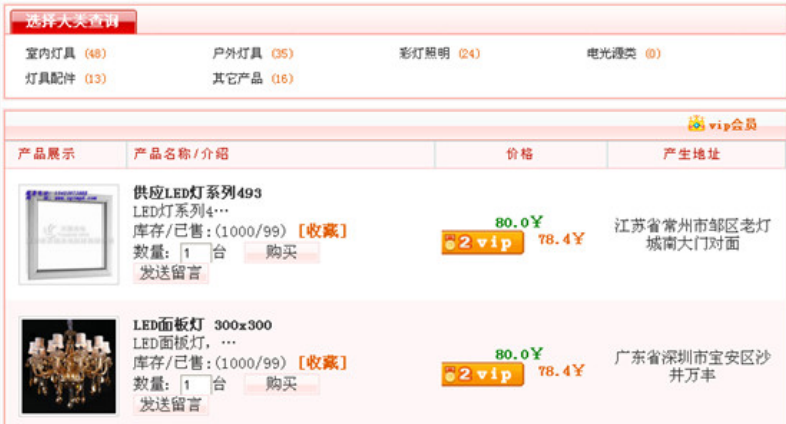 选择大类查询
室内灯具 (48) 户外灯具 (35) 彩灯照明 (24) 电光源类 (0)
灯具配件 (13) 其它产品 (16)
vip会员
产品展示 产品名称/介绍 价格 产生地址
供应LED灯系列493
LED灯系列4…
库存/已售:(1000/99) [收藏]
数量: 1 台 购买
发送留言
80.0¥
2 vip 78.4¥
江苏省常州市邹区老灯
城南大门对面
LED面板灯 300x300
LED面板灯, …
库存/已售:(1000/99) [收藏]
数量: 1 台 购买
发送留言
80.0¥
2 vip 78.4¥
广东省深圳市宝安区沙
井万丰